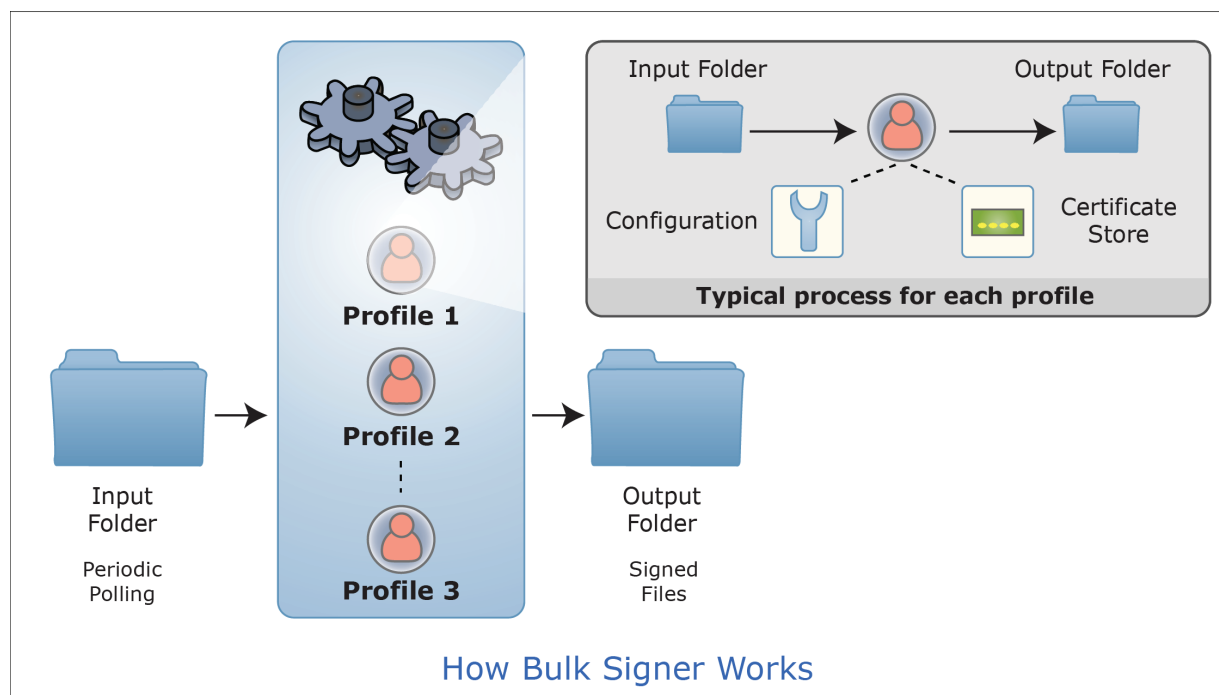 Input Folder
Output Folder
Configuration
Certificate
Store
Typical process for each profile
Profile 1
Profile 2
Profile 3
Input
Folder
Periodic
Polling
Output
Folder
Signed
Files
How Bulk Signer Works